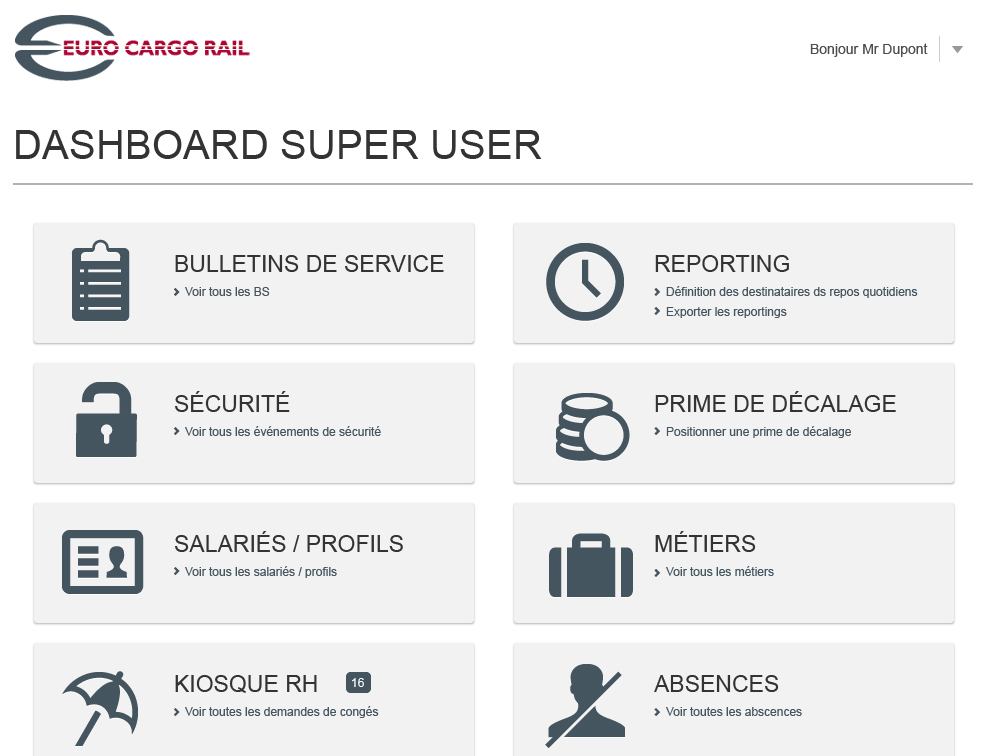 EURO CARGO RAIL
Bonjour Mr Dupont
DASHBOARD SUPER USER
BULLETINS DE SERVICE
Voir tous les BS
REPORTING
Définition des destinataires ds repos quotidiens
Exporter les reportings
SÉCURITÉ
Voir tous les événements de sécurité
PRIME DE DÉCALAGE
Positionner une prime de décalage
SALARIÉS / PROFILS
Voir tous les salariés / profils
MÉTIERS
Voir tous les métiers
KIOSQUE RH 16
Voir toutes les demandes de congés
ABSENCES
Voir toutes les abscences